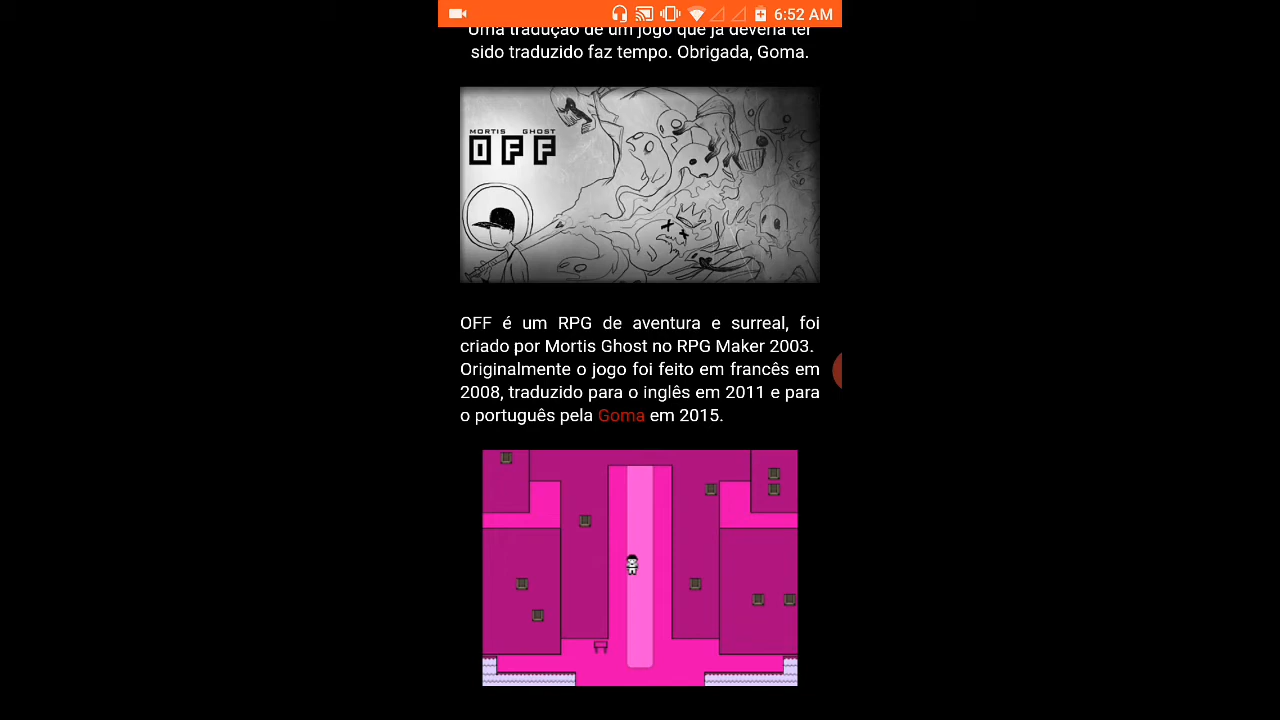 6:52 AM
Uma tradução de um jogo que já deveria ter
sido traduzido faz tempo. Obrigada, Goma.
MORTIS GHOST
OFF
OFF é um RPG de aventura e surreal, foi
criado por Mortis Ghost no RPG Maker 2003.
Originalmente o jogo foi feito em francês em
2008, traduzido para o inglês em 2011 e para
o português pela Goma em 2015.